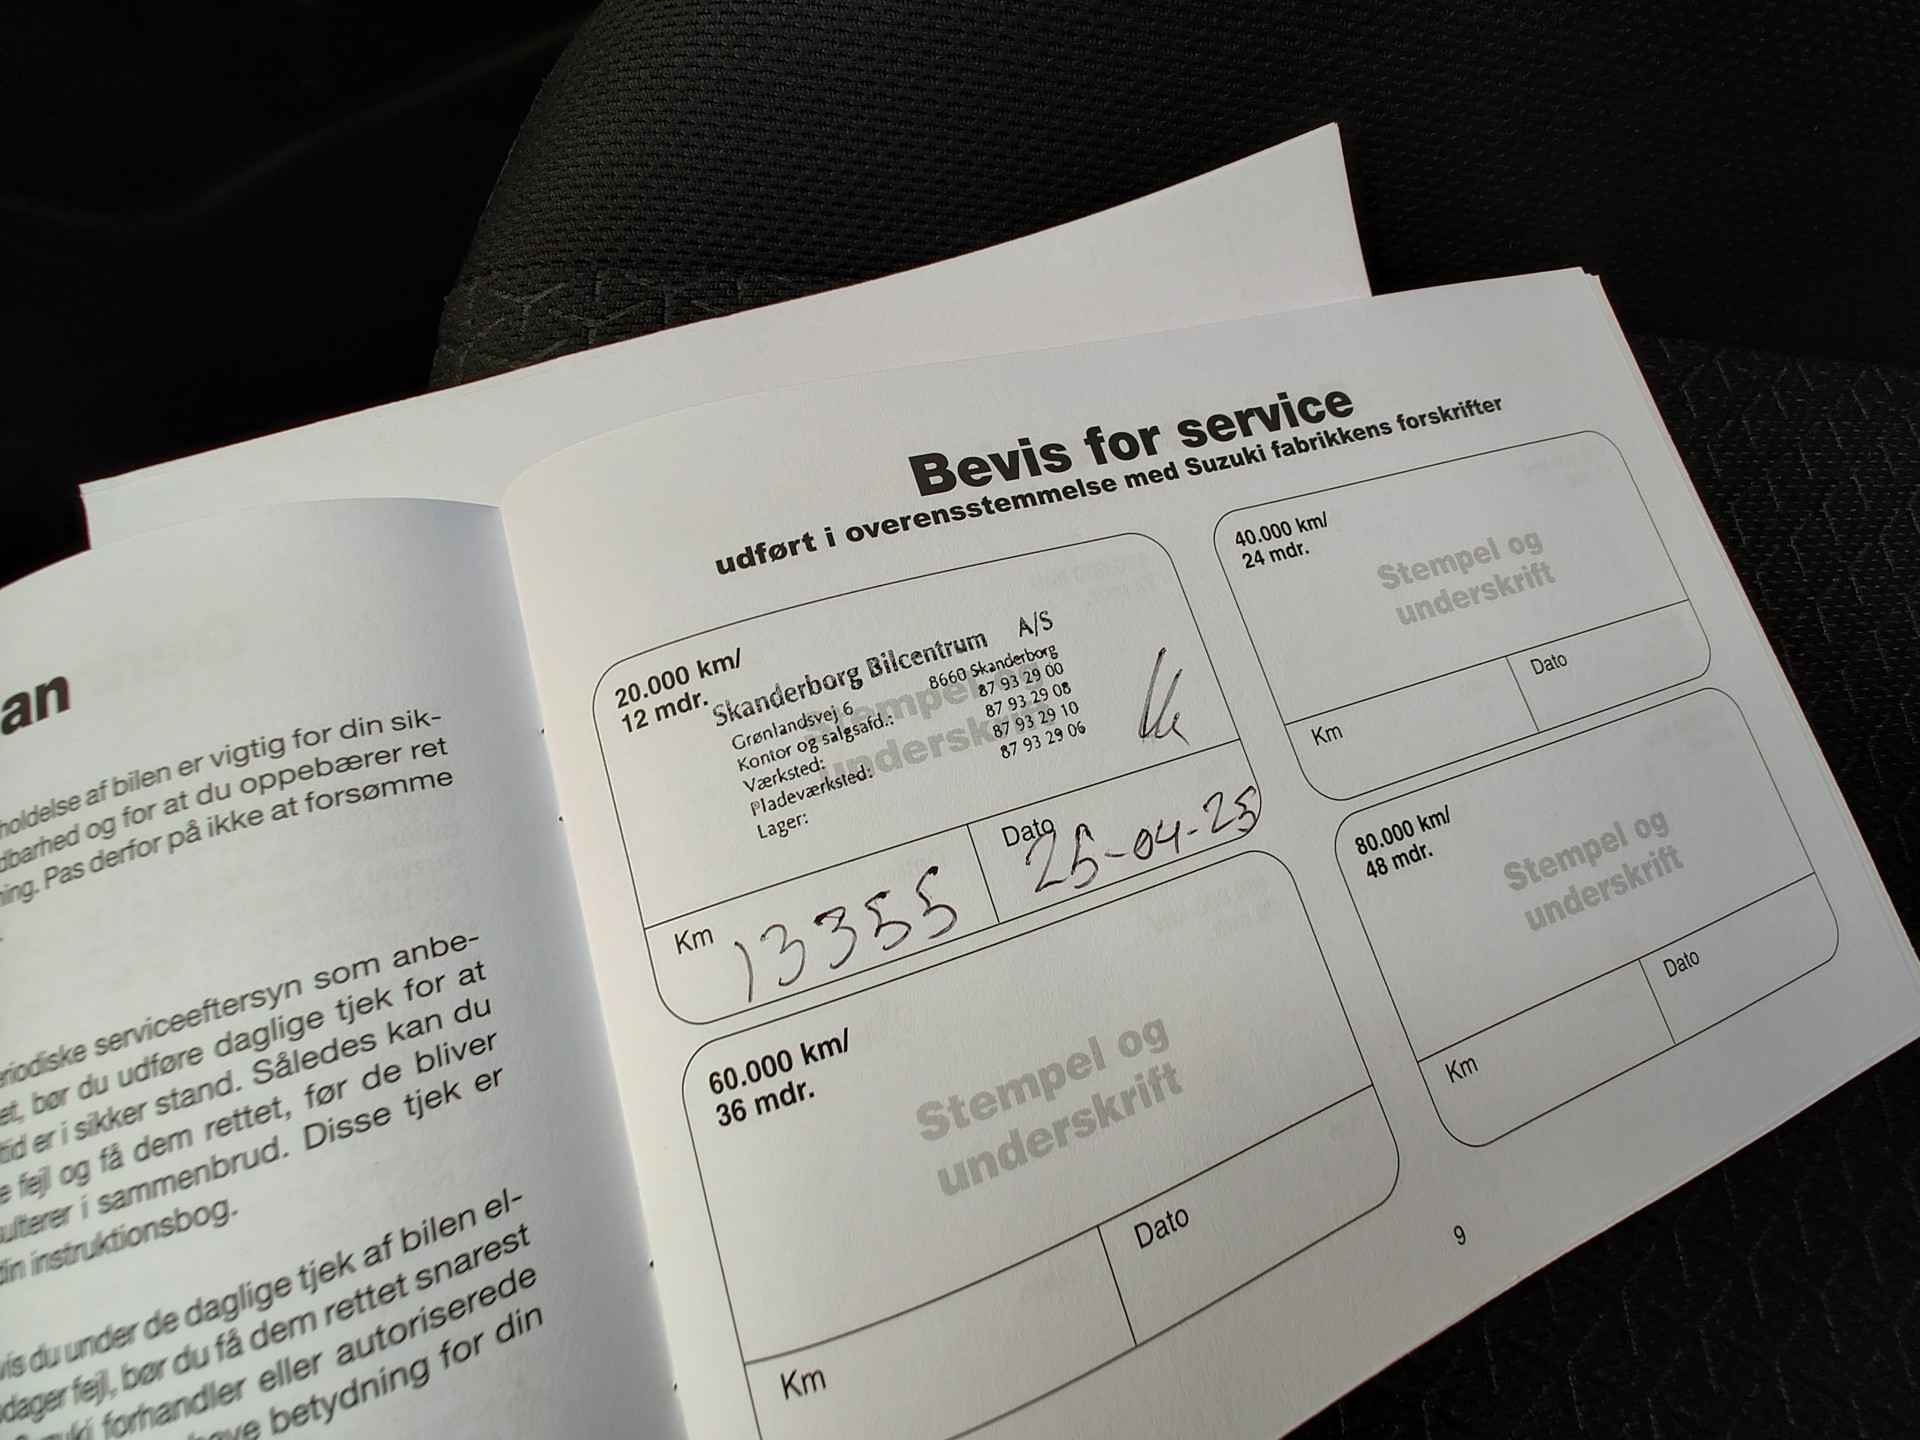 an
holdelse af bilen er vigtig for din sik-
dbarhed og for at du oppebærer ret
ning. Pas derfor på ikke at forsømme
eriodiske serviceeftersyn som anbe-
et, bør du udføre daglige tjek for at
tid er i sikker stand. Således kan du
e fejl og få dem rettet, før de bliver
ulterer i sammenbrud. Disse tjek er
din instruktionsbog.
vis du under de daglige tjek af bilen el-
dager fejl, bør du få dem rettet snarest
uki forhandler eller autoriserede
have betydning for din
Bevis for service
udført i overensstemmelse med Suzuki fabrikkens forskrifter
20.000 km/
12 mdr.
Stempel og
underskrift
Skanderborg Bilcentrum A/S
Grønlandsvej 6 8660 Skanderborg
Kontor og salgsafd.: 87 93 29 00
Værksted: 87 93 29 08
Pladeværksted: 87 93 29 10
Lager: 87 93 29 06
Km 13355
Dato 25-04-25
40.000 km/
24 mdr.
Stempel og
underskrift
Km
Dato
60.000 km/
36 mdr.
Stempel og
underskrift
Km
Dato
80.000 km/
48 mdr.
Stempel og
underskrift
Km
Dato
9